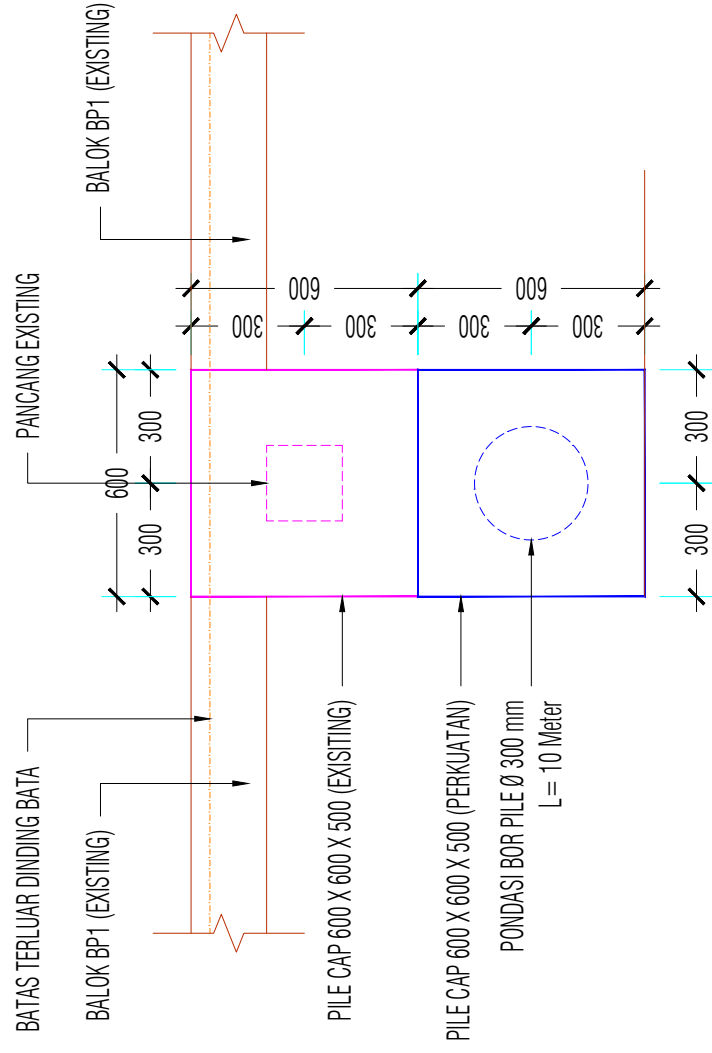 BATAS TERLUAR DINDING BATA
PANCANG EXISTING
BALOK BP1 (EXISTING)
BALOK BP1 (EXISTING)
600
300
300
300
300
300
300
600
600
PILE CAP 600 X 600 X 500 (EXISITING)
PILE CAP 600 X 600 X 500 (PERKUATAN)
PONDASI BOR PILE Ø 300 mm
L= 10 Meter
300
300